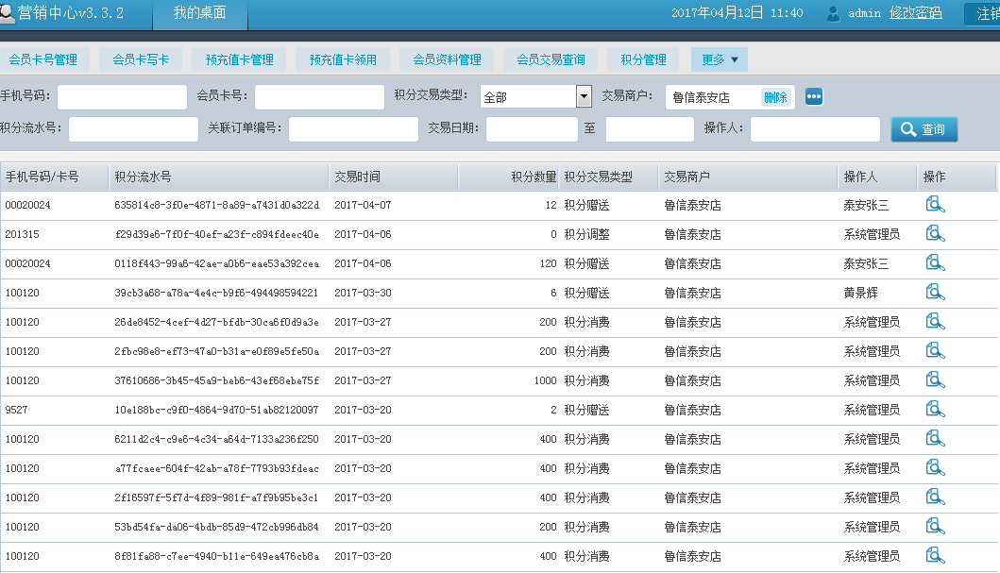 营销中心v3.3.2 我的桌面 2017年04月12日 11:40 admin 修改密码 注销
会员卡号管理 会员卡写卡 预充值卡管理 预充值卡领用 会员资料管理 会员交易查询 积分管理 更多 ▼
手机号码: 会员卡号: 积分交易类型: 全部 交易商户: 鲁信泰安店 删除
积分流水号: 关联订单编号: 交易日期: 至 操作人: 查询
手机号码/卡号 积分流水号 交易时间 积分数量 积分交易类型 交易商户 操作人 操作
00020024 635814c8-3f0e-4871-8a89-a7431d0a322d 2017-04-07 12 积分赠送 鲁信泰安店 泰安张三
201315 f29d39e6-7f0f-40ef-a23f-c894fdeec40e 2017-04-06 0 积分调整 鲁信泰安店 系统管理员
00020024 0118f443-99a6-42ae-a0b6-eae53a392cea 2017-04-06 120 积分赠送 鲁信泰安店 泰安张三
100120 39cb3a68-a78a-4e4c-b9f6-494498594221 2017-03-30 6 积分赠送 鲁信泰安店 黄景辉
100120 26de8452-4cef-4d27-bfdb-30ca6f0d9a3e 2017-03-27 200 积分消费 鲁信泰安店 系统管理员
100120 2fbc98e8-ef73-47a0-b31a-e0f89e5fe50a 2017-03-27 200 积分消费 鲁信泰安店 系统管理员
100120 37610686-3b45-45a9-beb6-43ef68ebe75f 2017-03-27 1000 积分消费 鲁信泰安店 系统管理员
9527 10e188bc-c9f0-4864-9d70-51ab82120097 2017-03-20 2 积分赠送 鲁信泰安店 系统管理员
100120 6211d2c4-c9e6-4c34-a64d-7133a236f250 2017-03-20 400 积分消费 鲁信泰安店 系统管理员
100120 a77fcaee-604f-42ab-a78f-7793b93fdeac 2017-03-20 400 积分消费 鲁信泰安店 系统管理员
100120 2f16597f-5f7d-4f89-981f-a7f9b95be3c1 2017-03-20 400 积分消费 鲁信泰安店 系统管理员
100120 53bd54fa-da06-4bdb-85d9-472cb996db84 2017-03-20 200 积分消费 鲁信泰安店 系统管理员
100120 8f81fa88-c7ee-4940-b11e-649ea476cb8a 2017-03-20 400 积分消费 鲁信泰安店 系统管理员